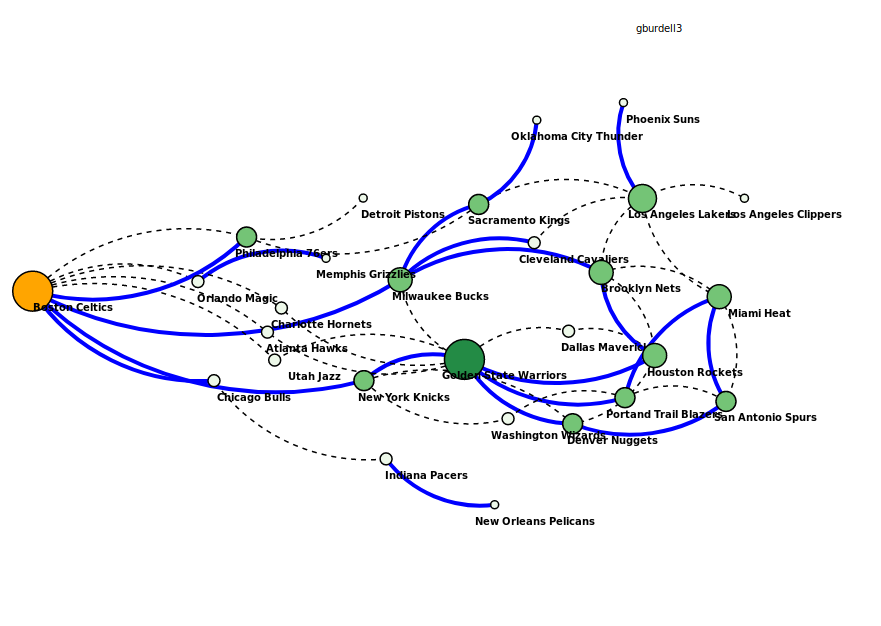 gburdell3
Phoenix Suns
Oklahoma City Thunder
Detroit Pistons
Sacramento Kings
Los Angeles Lakers
Los Angeles Clippers
Philadelphia 76ers
Cleveland Cavaliers
Memphis Grizzlies
Brooklyn Nets
Orlando Magic
Milwaukee Bucks
Boston Celtics
Miami Heat
Charlotte Hornets
Atlanta Hawks
Dallas Mavericks
Utah Jazz
Golden State Warriors
Houston Rockets
Chicago Bulls
New York Knicks
Portand Trail Blazers
San Antonio Spurs
Washington Wizards
Denver Nuggets
Indiana Pacers
New Orleans Pelicans